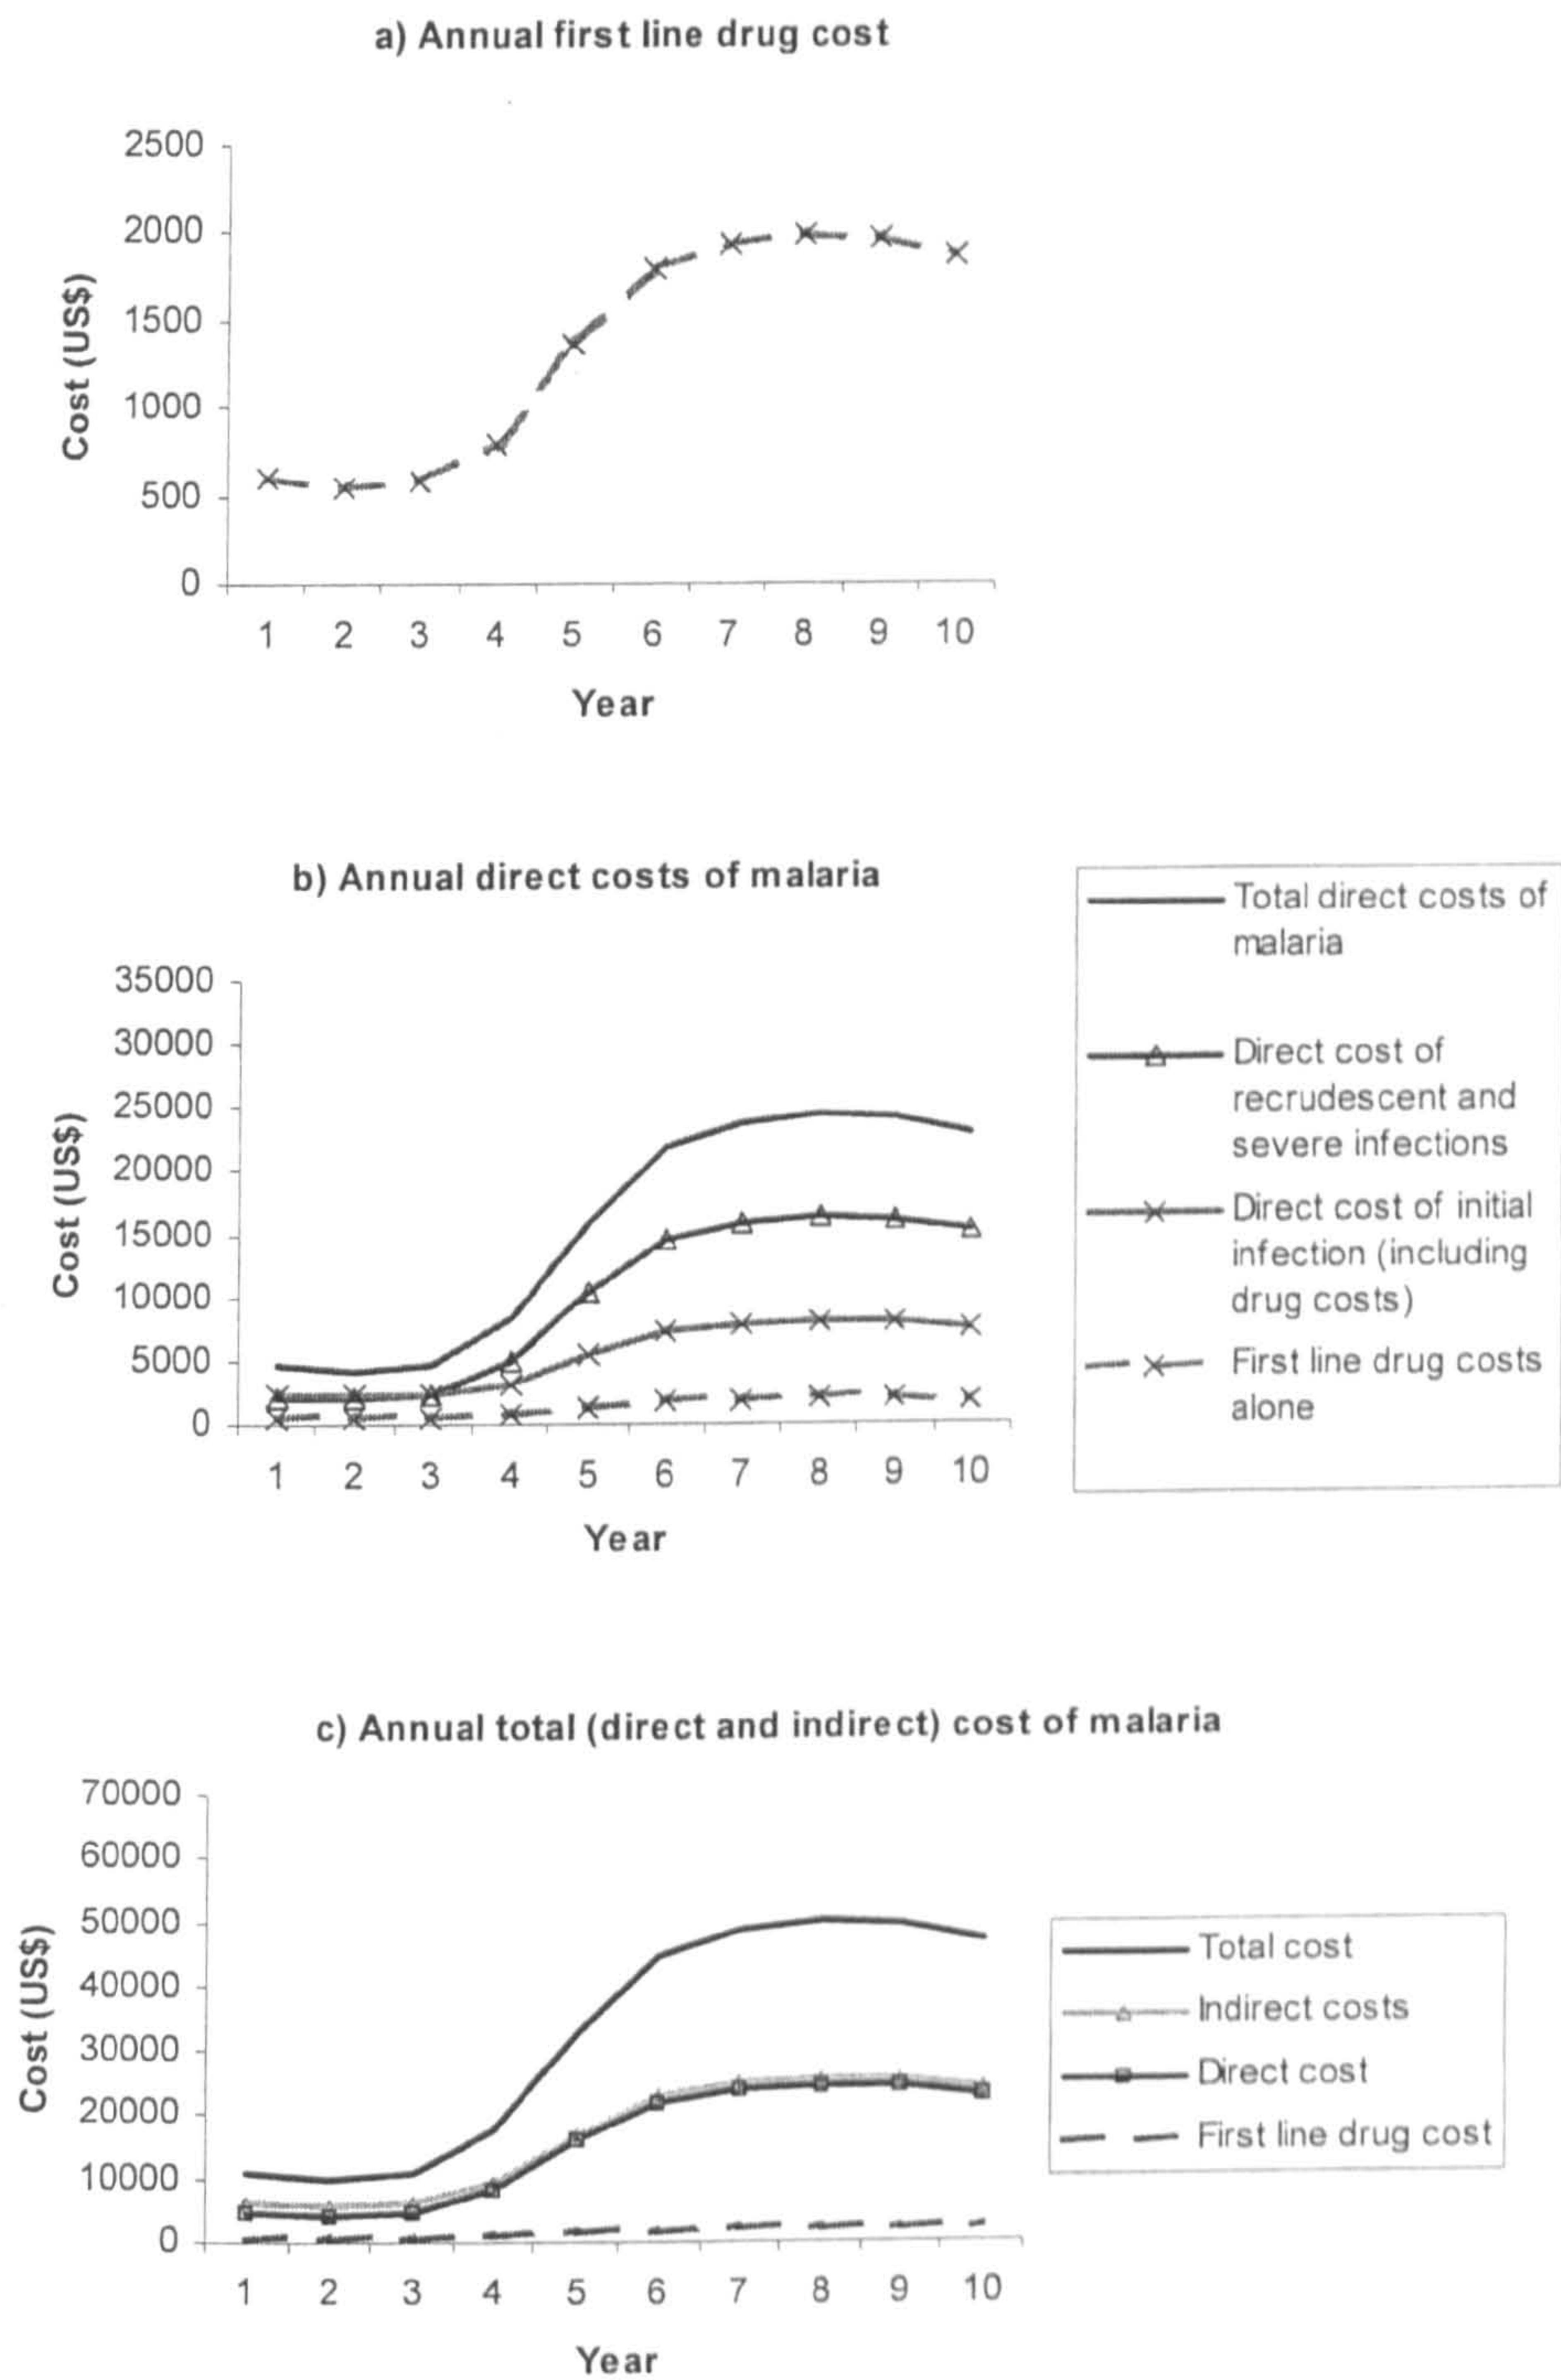 a) Annual first line drug cost
2500
2000
1500
1000
500
0
Cost (US$)
1 2 3 4 5 6 7 8 9 10
Year
b) Annual direct costs of malaria
35000
30000
25000
20000
15000
10000
5000
0
Cost (US$)
1 2 3 4 5 6 7 8 9 10
Year
Total direct costs of
malaria
Direct cost of
recrudescent and
severe infections
Direct cost of initial
infection (including
drug costs)
First line drug costs
alone
c) Annual total (direct and indirect) cost of malaria
70000
60000
50000
40000
30000
20000
10000
0
Cost (US$)
1 2 3 4 5 6 7 8 9 10
Year
Total cost
Indirect costs
Direct cost
First line drug cost